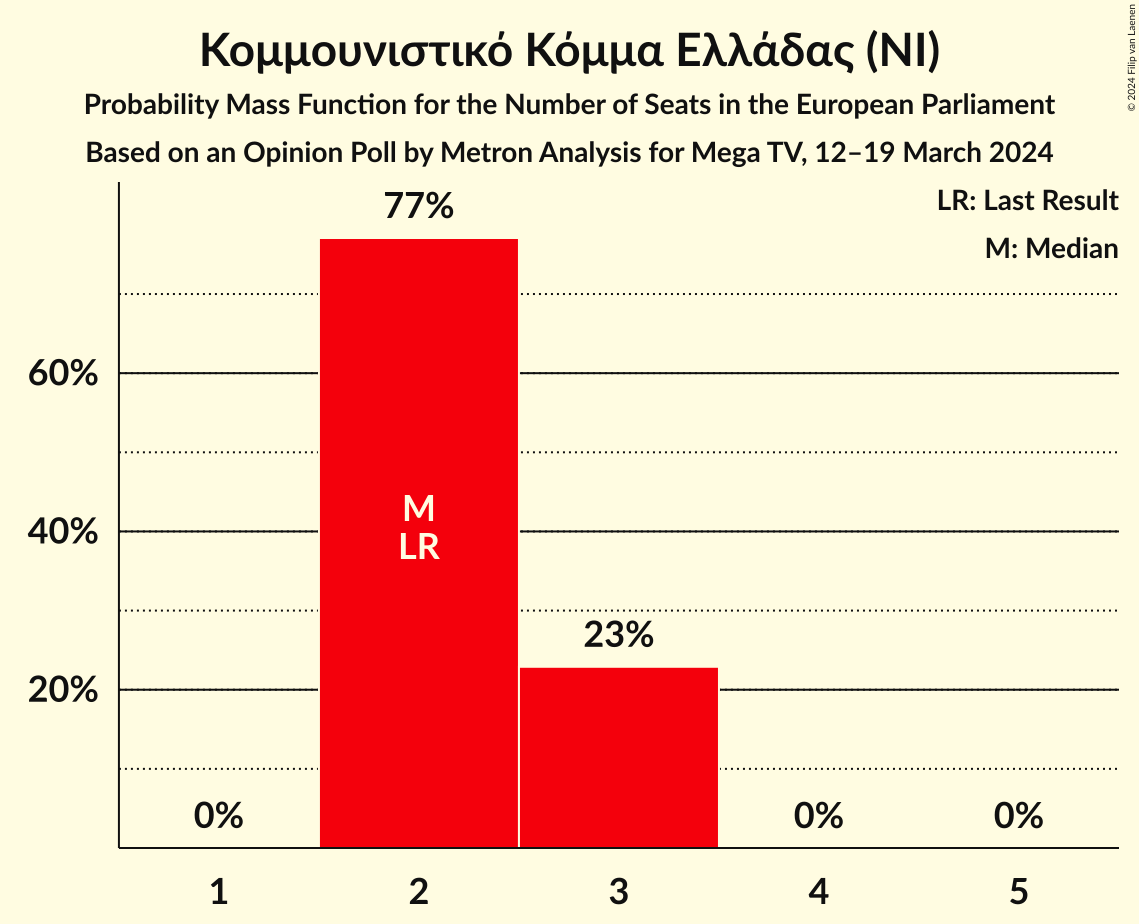 Κομμουνιστικό Κόμμα Ελλάδας (NI)
Probability Mass Function for the Number of Seats in the European Parliament
Based on an Opinion Poll by Metron Analysis for Mega TV, 12–19 March 2024
© 2024 Filip van Laenen
LR: Last Result
M: Median
77%
60%
M
40%
LR
23%
20%
0%
0%
0%
1
2
3
4
5